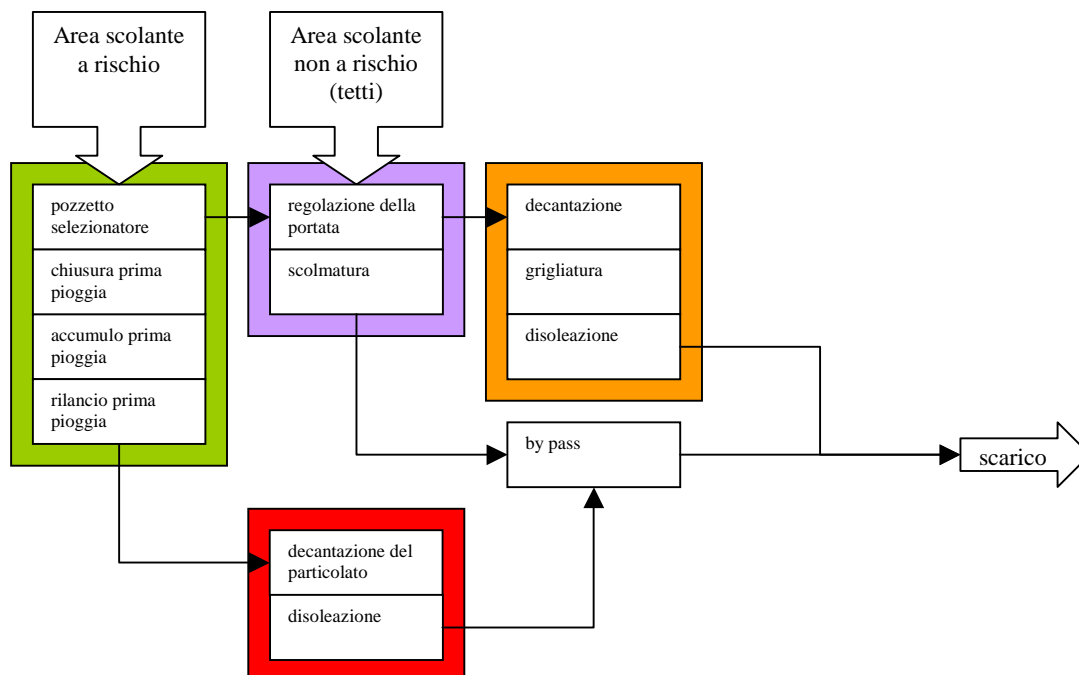 Area scolante
a rischio
Area scolante
non a rischio
(tetti)
pozzetto
selezionatore
chiusura prima
pioggia
accumulo prima
pioggia
rilancio prima
pioggia
regolazione della
portata
scolmatura
decantazione
grigliatura
disoleazione
by pass
scarico
decantazione del
particolato
disoleazione